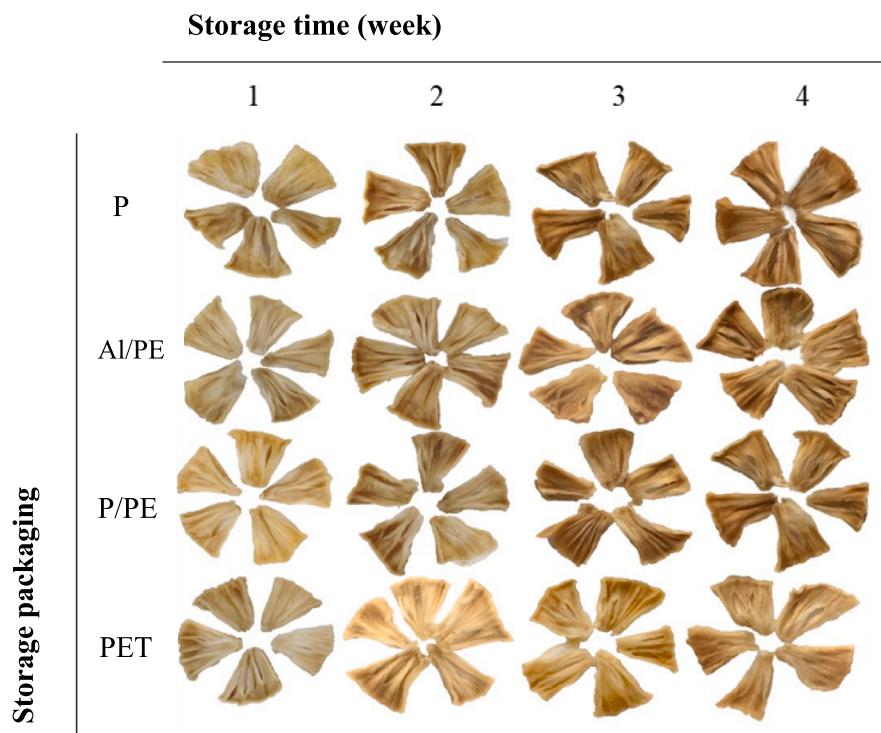 Storage time (week)
1 2 3 4
P
Al/PE
P/PE
PET
Storage packaging